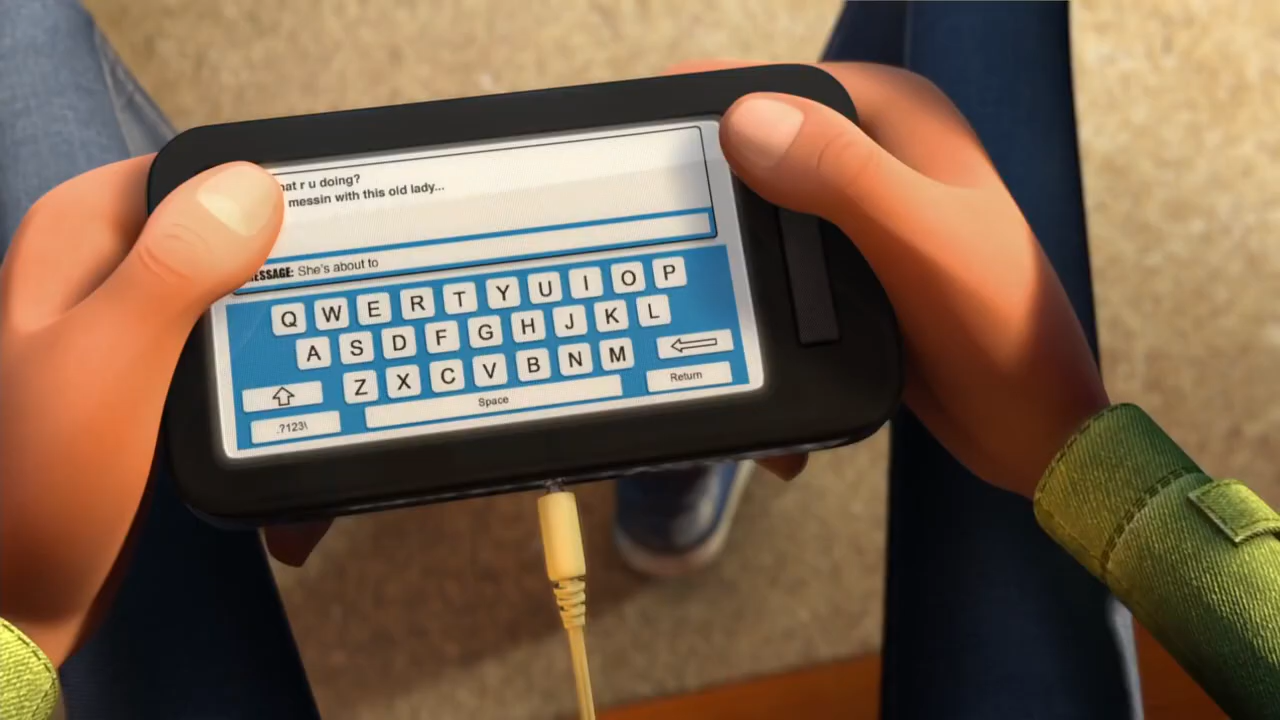 hat r u doing?
messin with this old lady...
ESSAGE: She's about to
Q W E R T Y U I O P
A S D F G H J K L
Z X C V B N M
.?123\ Space Return